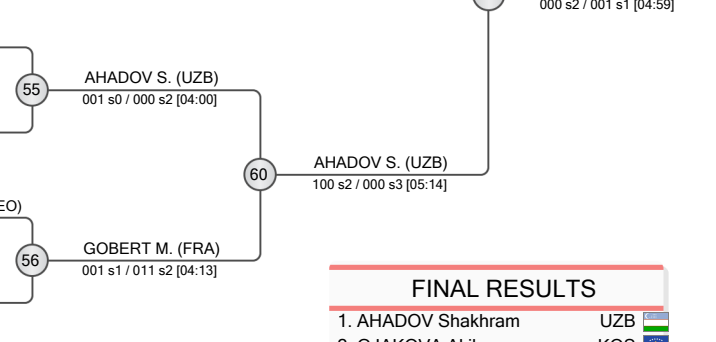 000 s2 / 001 s1 [04:59]
55
AHADOV S. (UZB)
001 s0 / 000 s2 [04:00]
60
AHADOV S. (UZB)
100 s2 / 000 s3 [05:14]
EO)
56
GOBERT M. (FRA)
001 s1 / 011 s2 [04:13]
FINAL RESULTS
1. AHADOV Shakhram UZB